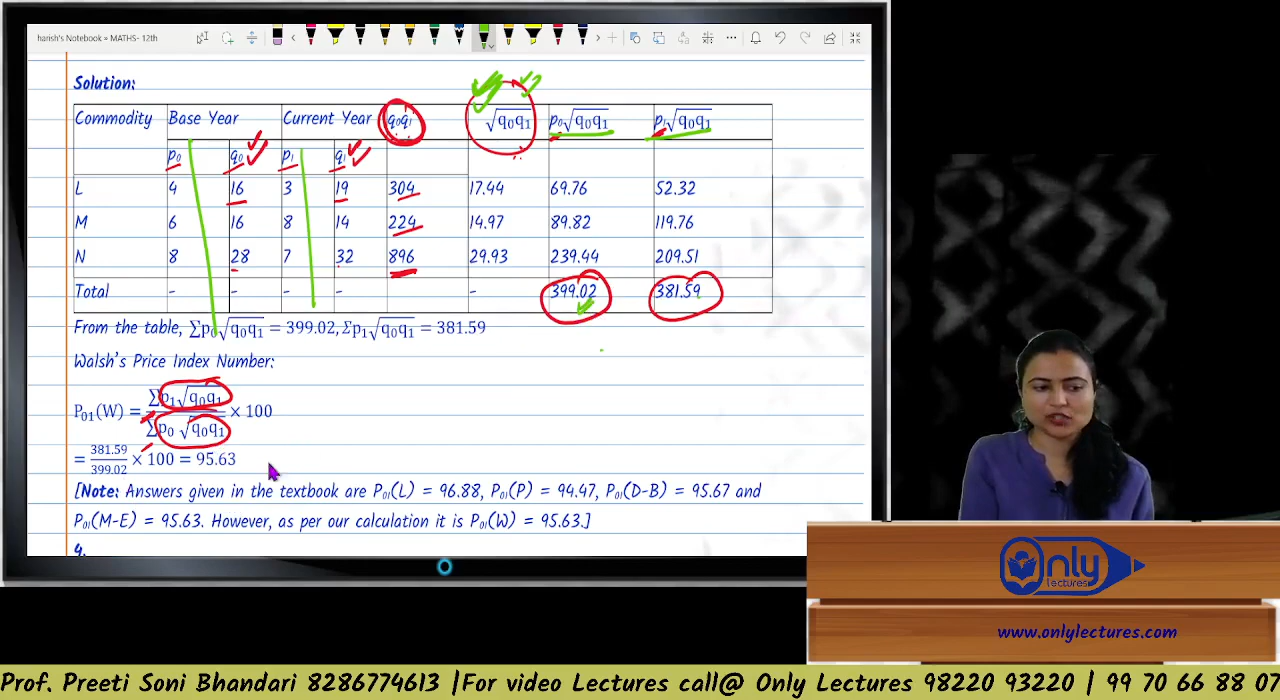 harish's Notebook » MATHS- 12th
Solution:
Commodity Base Year Current Year q₀q₁ √q₀q₁ p₀√q₀q₁ p₁√q₀q₁
p₀ q₀ p₁ q₁
L 4 16 3 19 304 17.44 69.76 52.32
M 6 16 8 14 224 14.97 89.82 119.76
N 8 28 7 32 896 29.93 239.44 209.51
Total - - - - - 399.02 381.59
From the table, ∑p₀√q₀q₁ = 399.02, Σp₁√q₀q₁ = 381.59
Walsh's Price Index Number:
P₀₁(W) = ∑p₁√q₀q₁ / ∑p₀ √q₀q₁ × 100
= 381.59/399.02 × 100 = 95.63
[Note: Answers given in the textbook are P₀₁(L) = 96.88, P₀₁(P) = 94.47, P₀₁(D-B) = 95.67 and
P₀₁(M-E) = 95.63. However, as per our calculation it is P₀₁(W) = 95.63.]
4.
Only
Lectures
www.onlylectures.com
Prof. Preeti Soni Bhandari 8286774613 |For video Lectures call@ Only Lectures 98220 93220 | 99 70 66 88 07